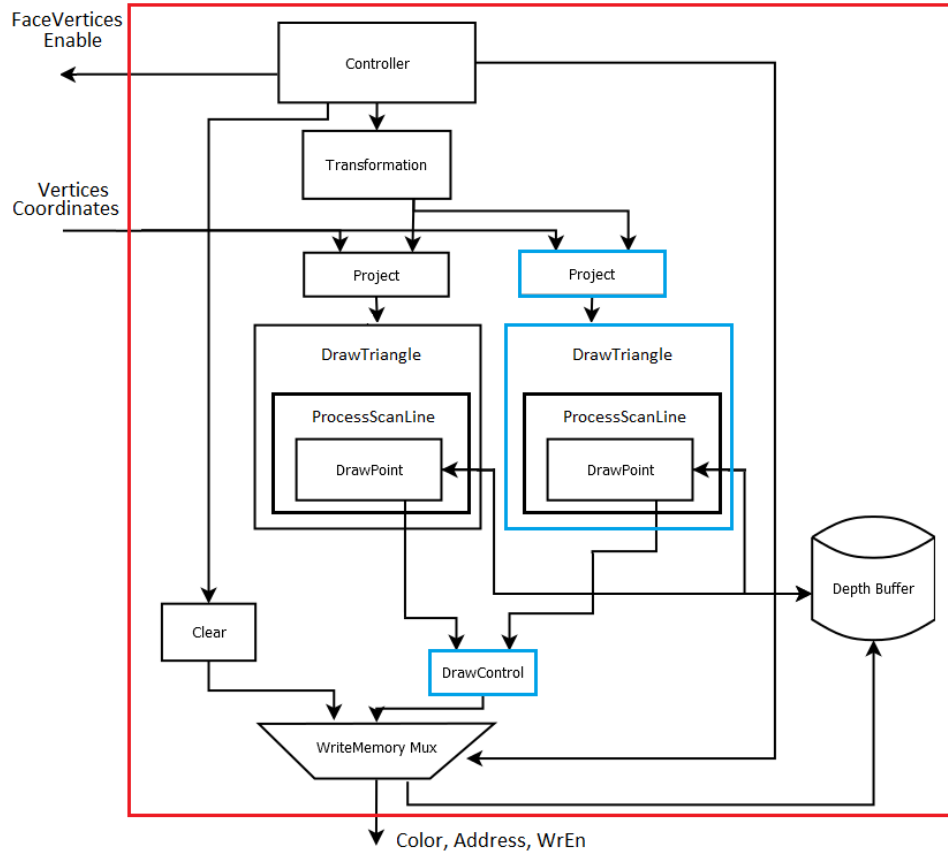 FaceVertices
Enable
Controller
Transformation
Vertices
Coordinates
Project
Project
DrawTriangle
DrawTriangle
ProcessScanLine
ProcessScanLine
DrawPoint
DrawPoint
Depth Buffer
Clear
DrawControl
WriteMemory Mux
Color, Address, WrEn